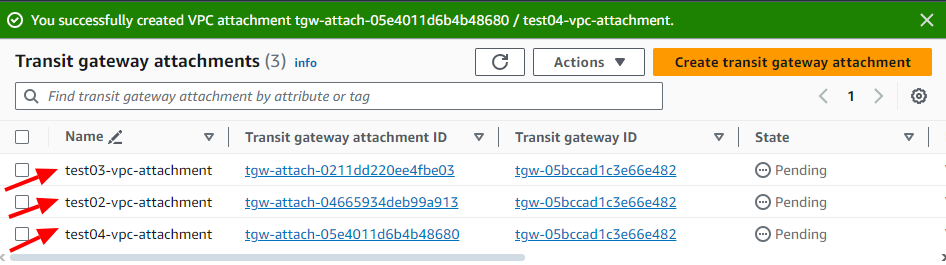 You successfully created VPC attachment tgw-attach-05e4011d6b4b48680 / test04-vpc-attachment.
Transit gateway attachments (3) info Actions Create transit gateway attachment
Find transit gateway attachment by attribute or tag 1
Name Transit gateway attachment ID Transit gateway ID State
test03-vpc-attachment tgw-attach-0211dd220ee4fbe03 tgw-05bccad1c3e66e482 Pending
test02-vpc-attachment tgw-attach-04665934deb99a913 tgw-05bccad1c3e66e482 Pending
test04-vpc-attachment tgw-attach-05e4011d6b4b48680 tgw-05bccad1c3e66e482 Pending